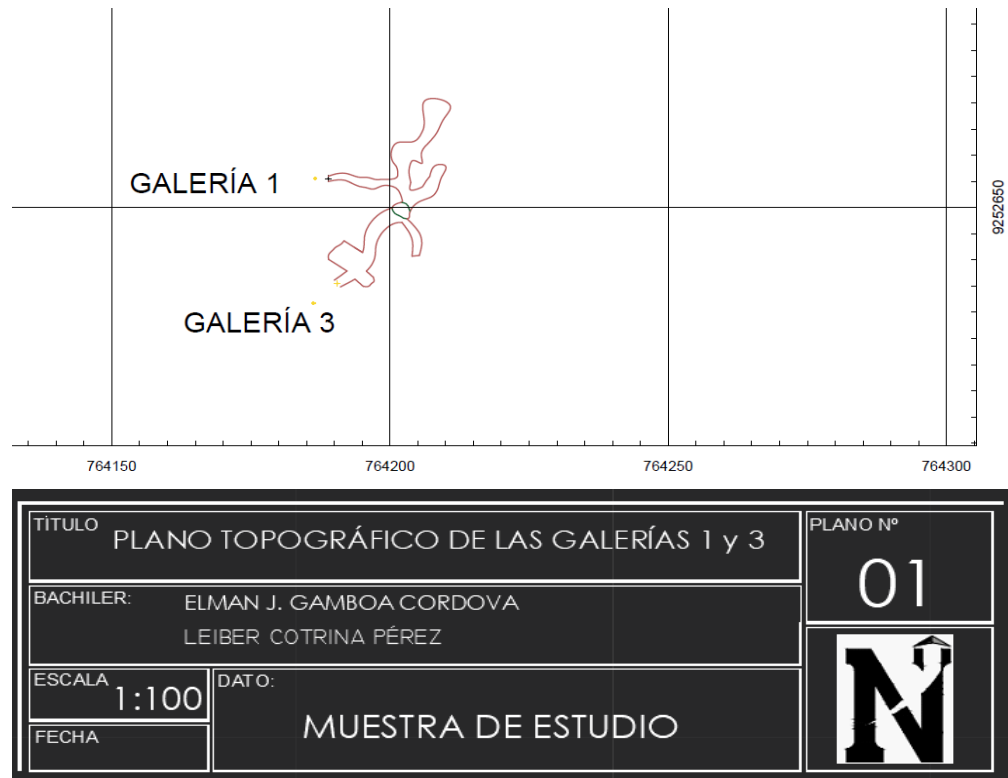 GALERÍA 1
9252650
GALERÍA 3
764150 764200 764250 764300
TÍTULO
PLANO TOPOGRÁFICO DE LAS GALERÍAS 1 y 3
PLANO Nº
01
BACHILER:
ELMAN J. GAMBOA CORDOVA
LEIBER COTRINA PÉREZ
ESCALA
1:100
DATO:
MUESTRA DE ESTUDIO
FECHA
N